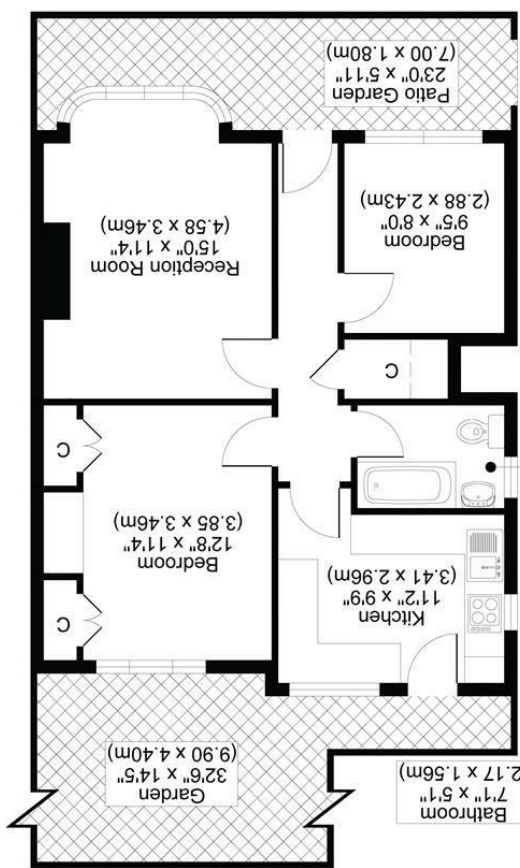 Bathroom
7'1" x 5'1"
2.17 x 1.56m)
Garden
32'6" x 14'5"
(9.90 x 4.40m)
C
Kitchen
11'2" x 9'9"
(3.41 x 2.96m)
Bedroom
12'8" x 11'4"
(3.85 x 3.46m)
C
C
Reception Room
15'0" x 11'4"
(4.58 x 3.46m)
Bedroom
9'5" x 8'0"
(2.88 x 2.43m)
Patio Garden
23'0" x 5'11"
(7.00 x 1.80m)